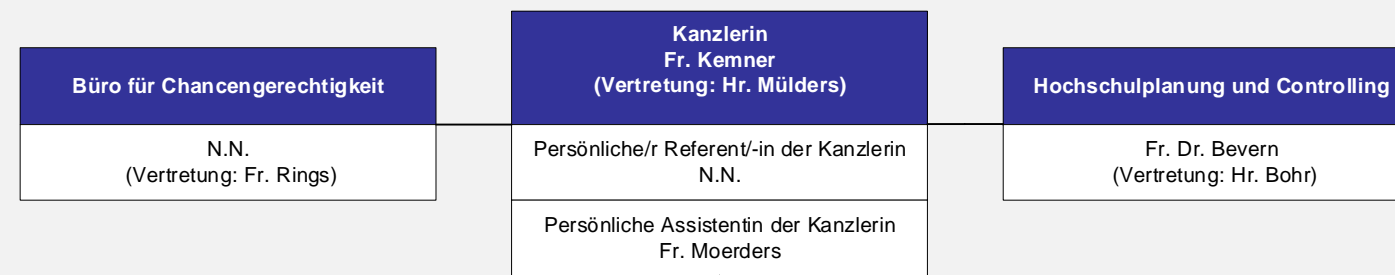 Büro für Chancengerechtigkeit
N.N.
(Vertretung: Fr. Rings)
Kanzlerin
Fr. Kemner
(Vertretung: Hr. Mülders)
Persönliche/r Referent/-in der Kanzlerin
N.N.
Persönliche Assistentin der Kanzlerin
Fr. Moerders
Hochschulplanung und Controlling
Fr. Dr. Bevern
(Vertretung: Hr. Bohr)